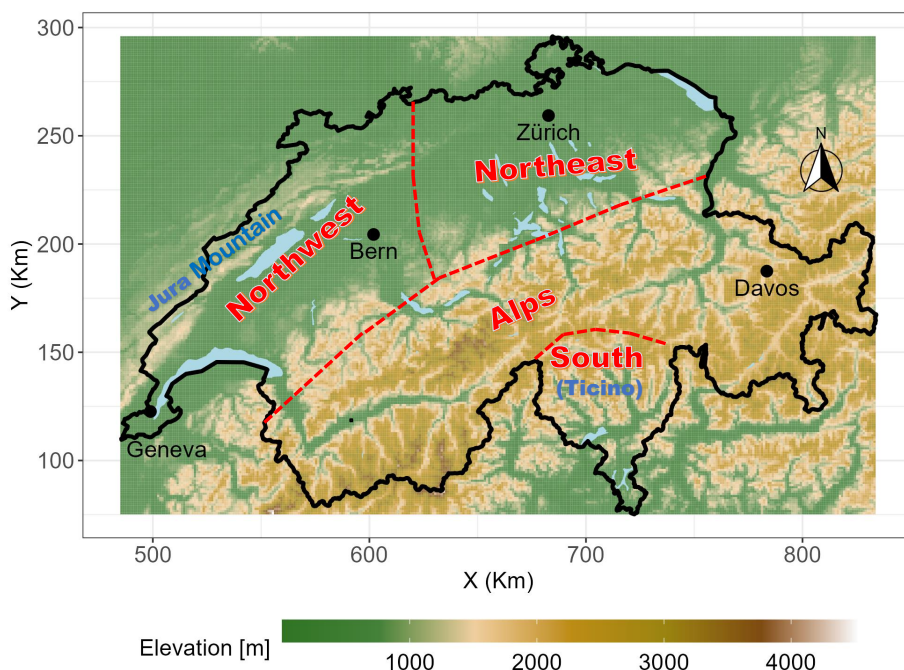 300
250
200
150
100
Y (Km)
N
Zürich
Northeast
Jura Mountain
Northwest
Bern
Davos
Alps
South
(Ticino)
Geneva
500
600
700
800
X (Km)
Elevation [m]
1000
2000
3000
4000